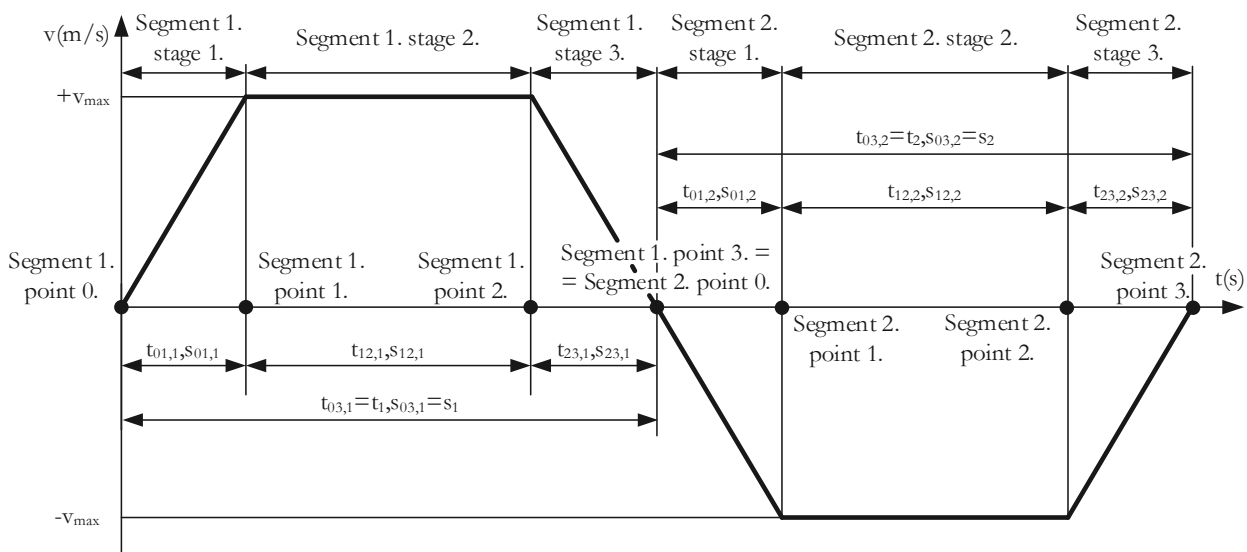 v(m/s)
Segment 1.
stage 1.
Segment 1. stage 2.
Segment 1.
stage 3.
Segment 2.
stage 1.
Segment 2. stage 2.
Segment 2.
stage 3.
+vmax
t03,2=t2,s03,2=s2
t01,2,s01,2
t12,2,s12,2
t23,2,s23,2
Segment 1.
point 0.
Segment 1.
point 1.
Segment 1.
point 2.
Segment 1. point 3. =
= Segment 2. point 0.
Segment 2.
point 3.
t(s)
Segment 2.
point 1.
Segment 2.
point 2.
t01,1,s01,1
t12,1,s12,1
t23,1,s23,1
t03,1=t1,s03,1=s1
-vmax